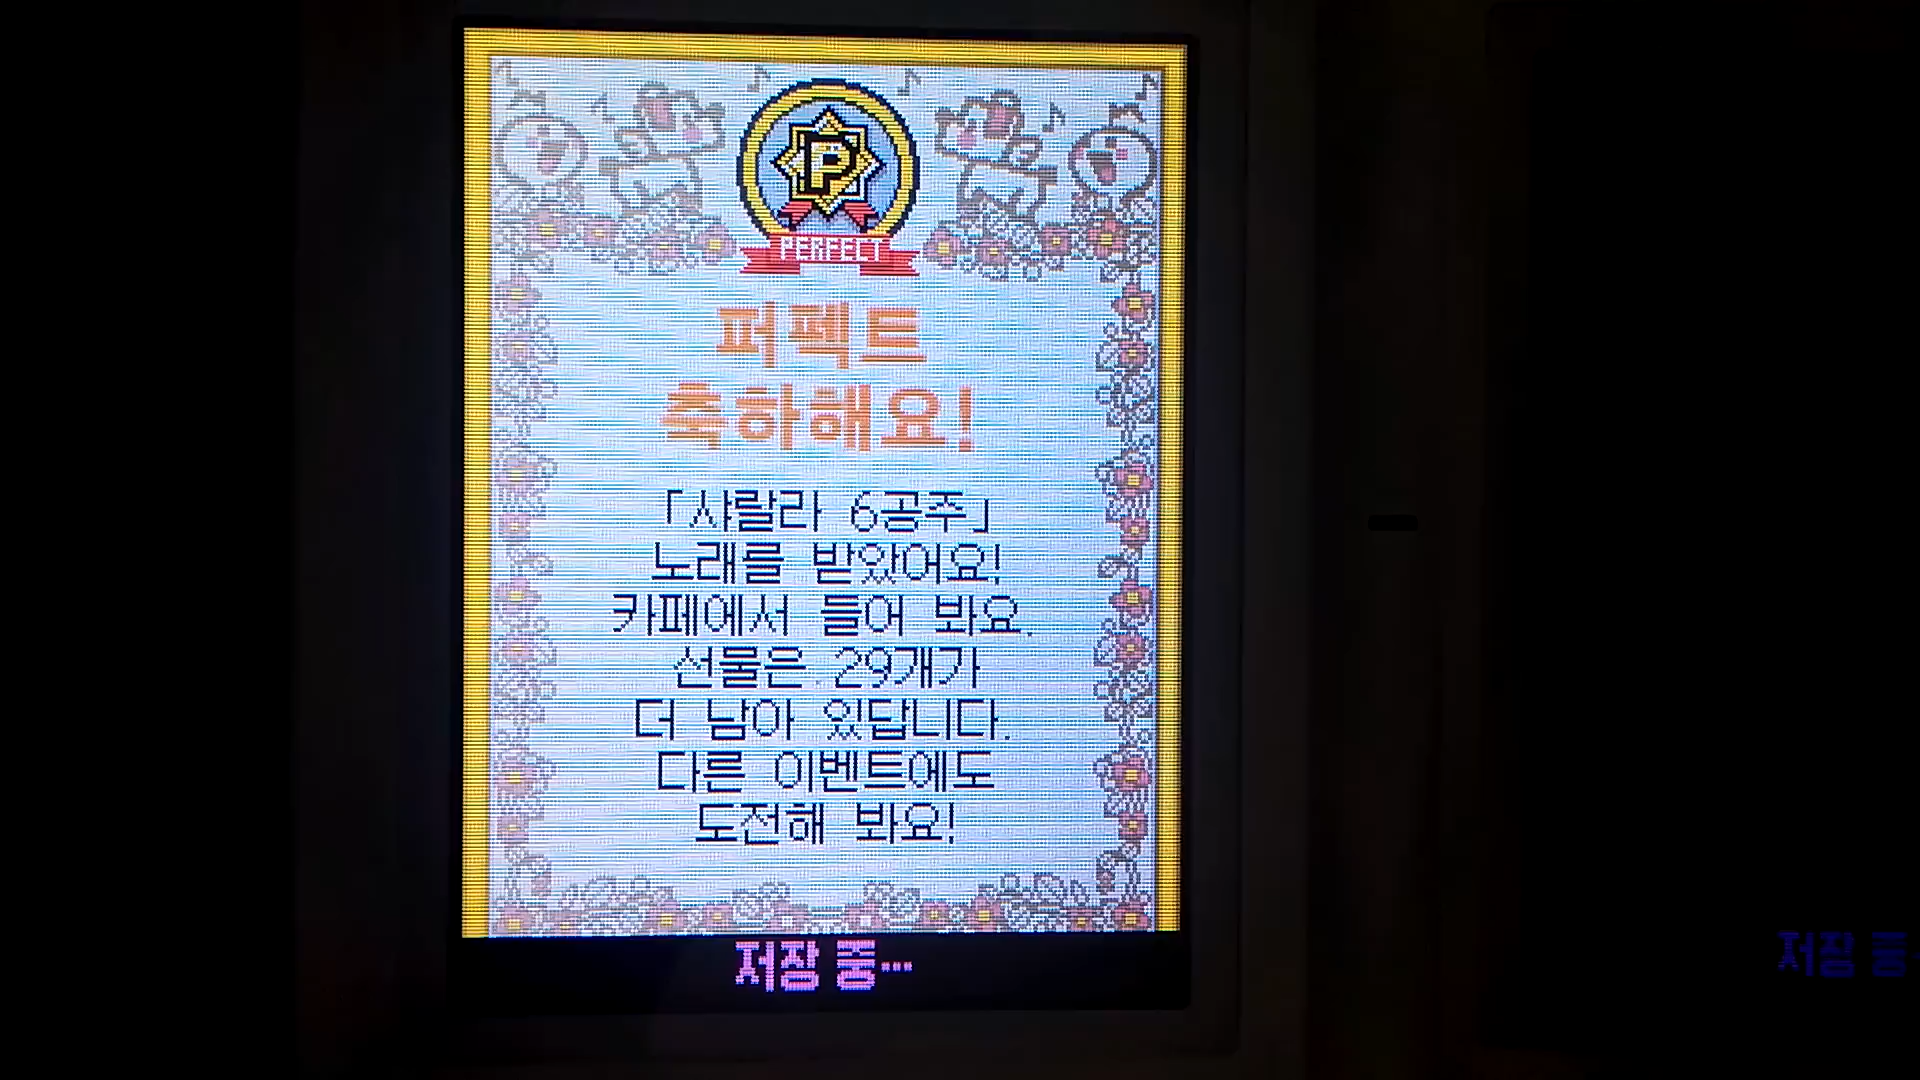 P
PERFECT
퍼펙트
축하해요!
「샤랄라 6공주」
노래를 받았어요!
카페에서 들어 봐요.
선물은 29개가
더 남아 있답니다.
다른 이벤트에도
도전해 봐요!
저장 중…
저장 중